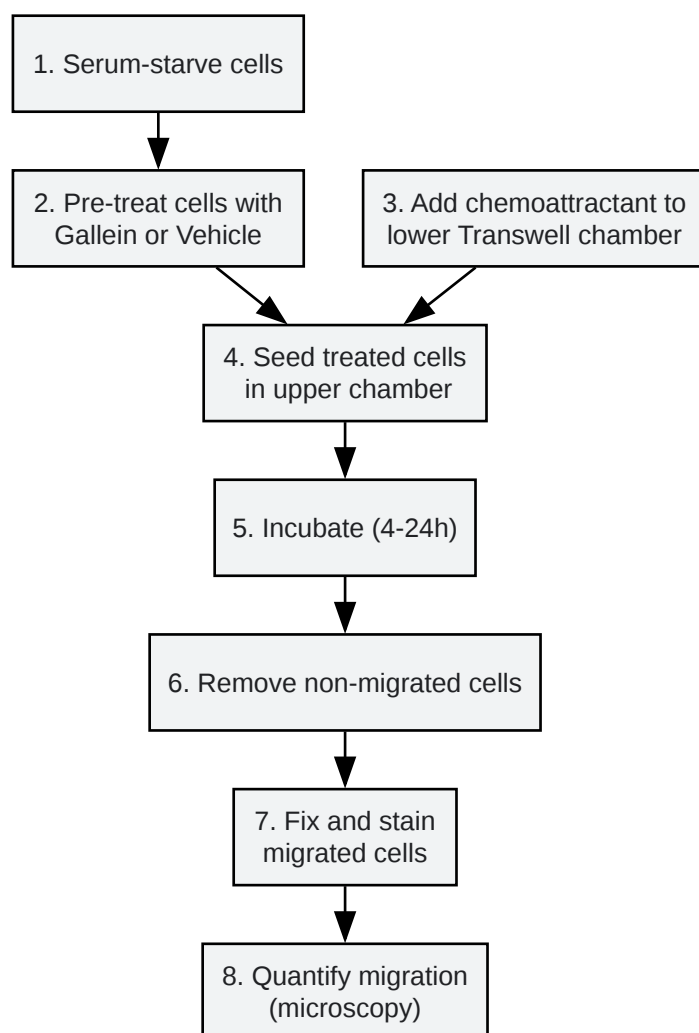 1. Serum-starve cells
2. Pre-treat cells with
Gallein or Vehicle
3. Add chemoattractant to
lower Transwell chamber
4. Seed treated cells
in upper chamber
5. Incubate (4-24h)
6. Remove non-migrated cells
7. Fix and stain
migrated cells
8. Quantify migration
(microscopy)